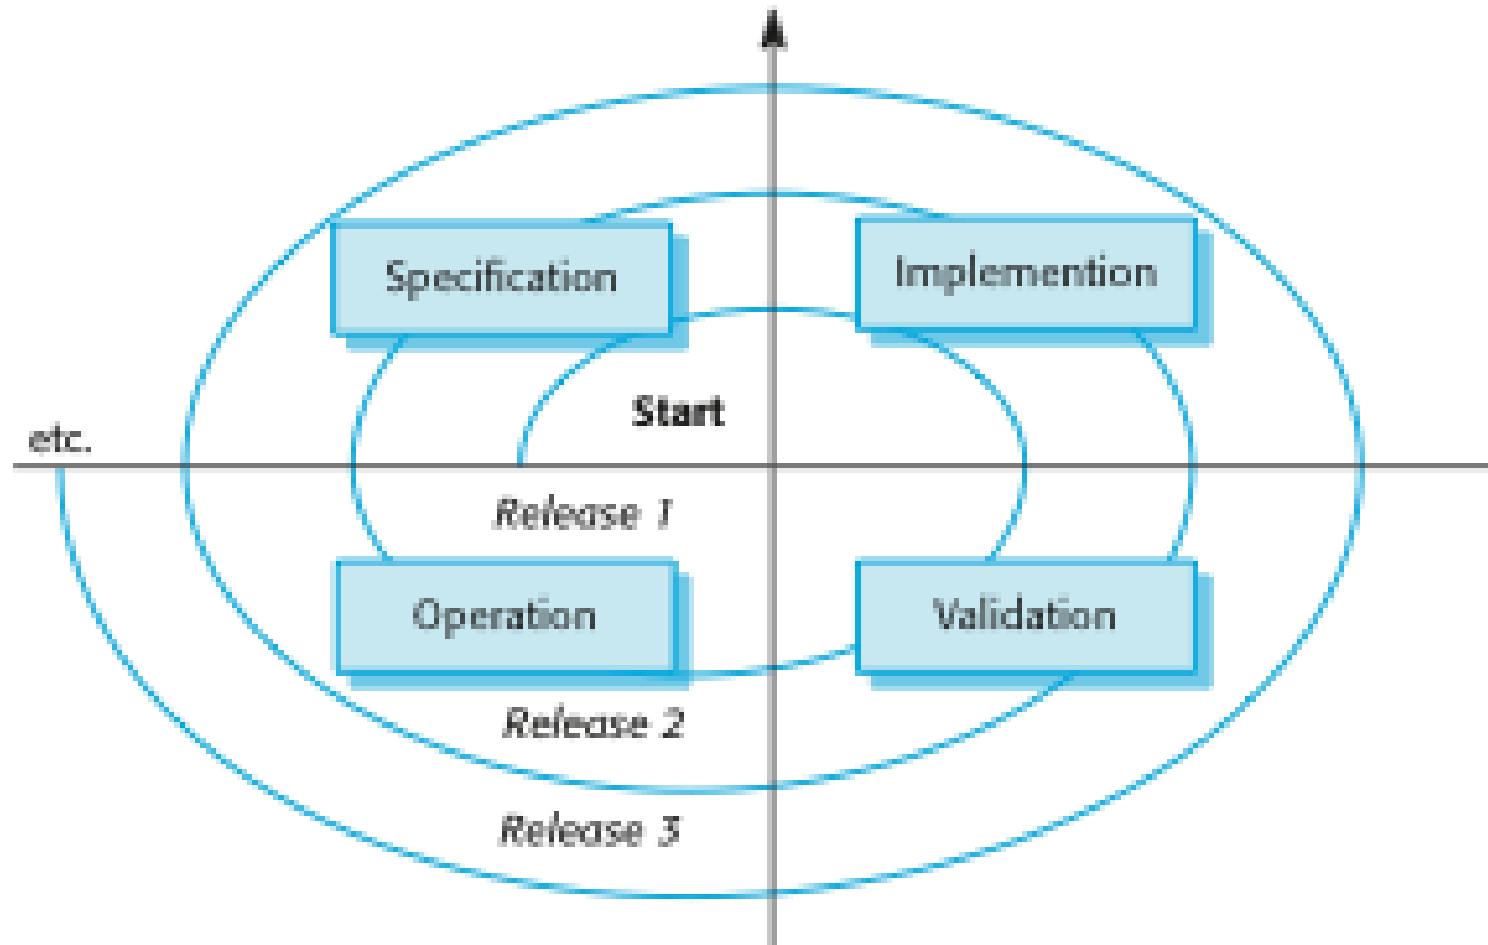 Specification
Implemention
Start
etc.
Release 1
Operation
Validation
Release 2
Release 3